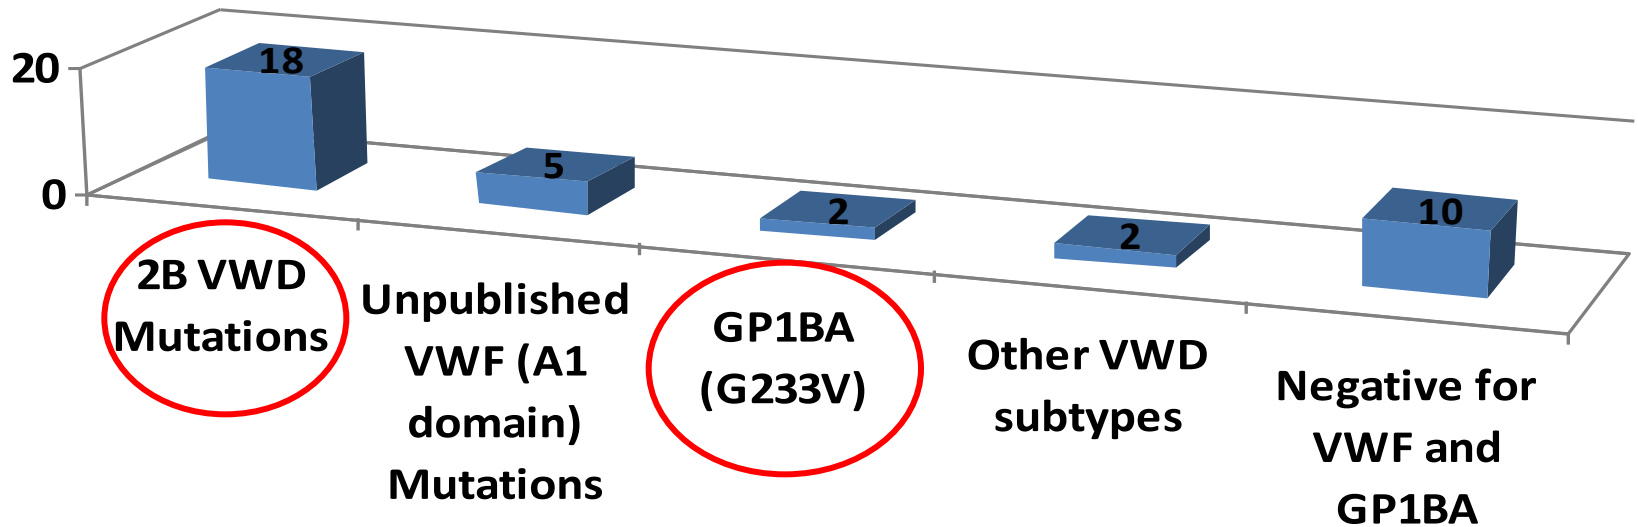 20
0
18
5
2
2
10
2B VWD
Mutations
Unpublished
VWF (A1
domain)
Mutations
GP1BA
(G233V)
Other VWD
subtypes
Negative for
VWF and
GP1BA